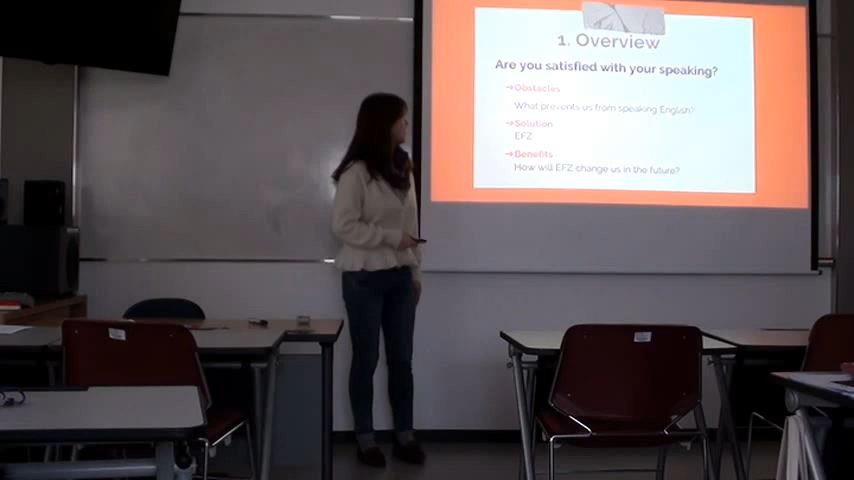 1. Overview
Are you satisfied with your speaking?
→Obstacles
What prevents us from speaking English?
→Solution
EFZ
→Benefits
How will EFZ change us in the future?